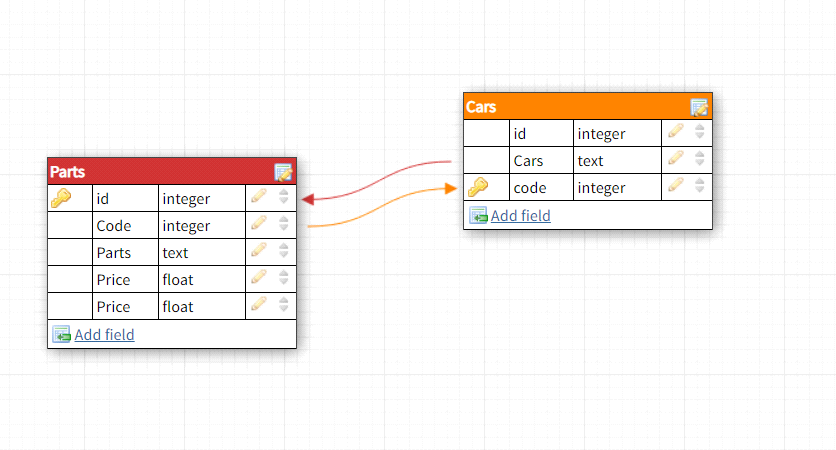 Cars
id integer
Cars text
code integer
Add field
Parts
id integer
Code integer
Parts text
Price float
Price float
Add field